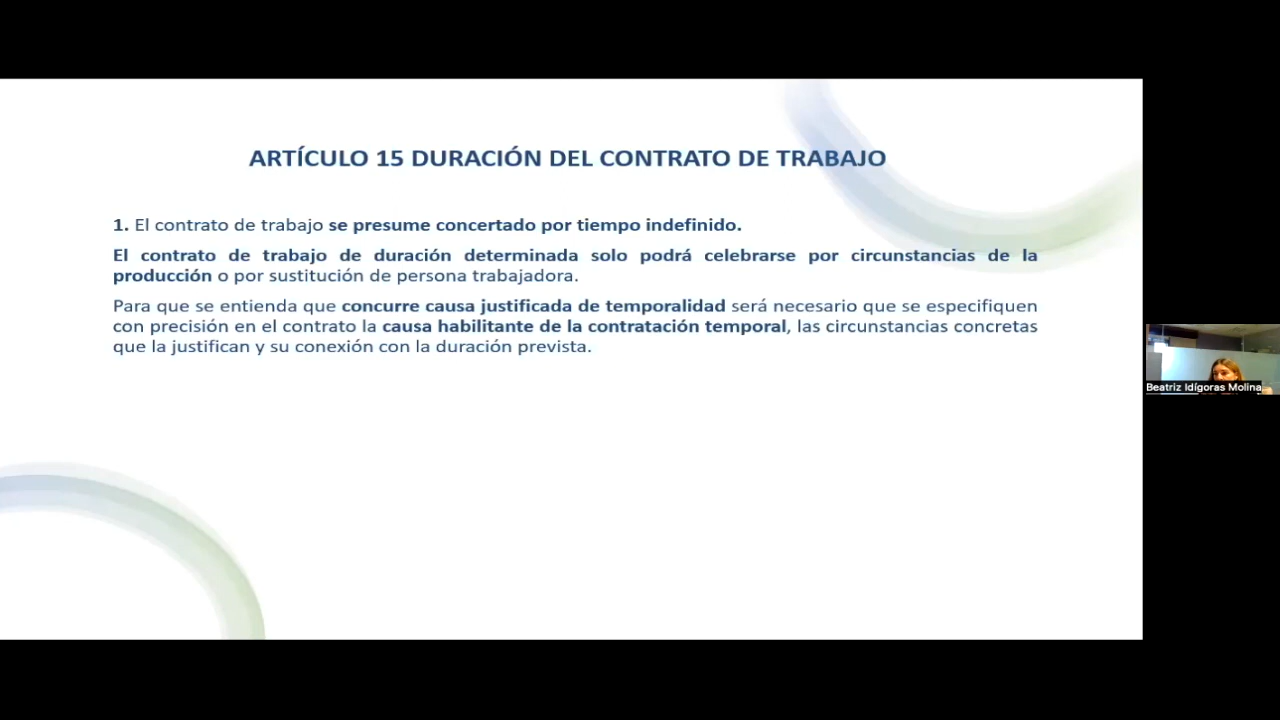 ARTÍCULO 15 DURACIÓN DEL CONTRATO DE TRABAJO
1. El contrato de trabajo se presume concertado por tiempo indefinido.
El contrato de trabajo de duración determinada solo podrá celebrarse por circunstancias de la
producción o por sustitución de persona trabajadora.
Para que se entienda que concurre causa justificada de temporalidad será necesario que se especifiquen
con precisión en el contrato la causa habilitante de la contratación temporal, las circunstancias concretas
que la justifican y su conexión con la duración prevista.
Beatriz Idígoras Molina